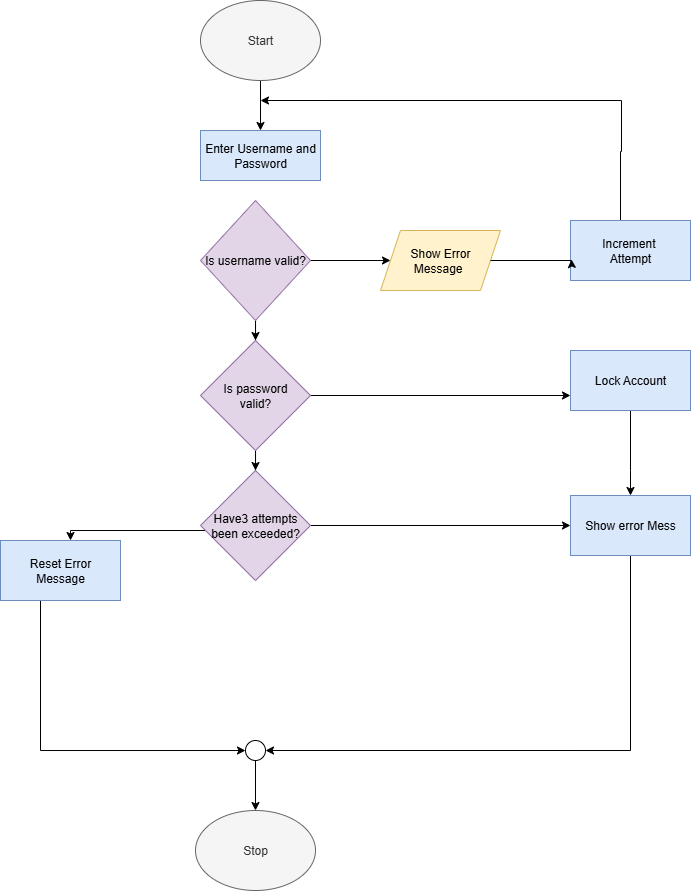 Start
Enter Username and
Password
Is username valid?
Show Error
Message
Increment
Attempt
Is password
valid?
Lock Account
Have3 attempts
been exceeded?
Show error Mess
Reset Error
Message
Stop